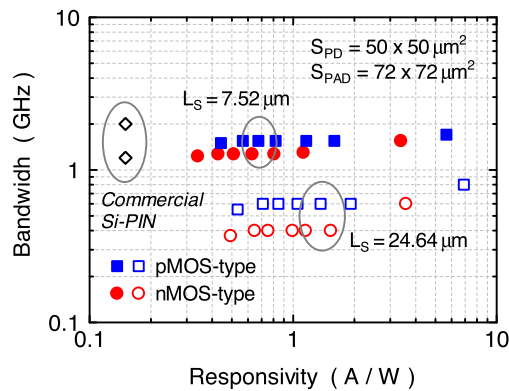 10
S_PD = 50 x 50 μm²
S_PAD = 72 x 72 μm²
L_S = 7.52 μm
Bandwidh ( GHz )
1
Commercial
Si-PIN
L_S = 24.64 μm
pMOS-type
nMOS-type
0.1
0.1 1 10
Responsivity ( A / W )